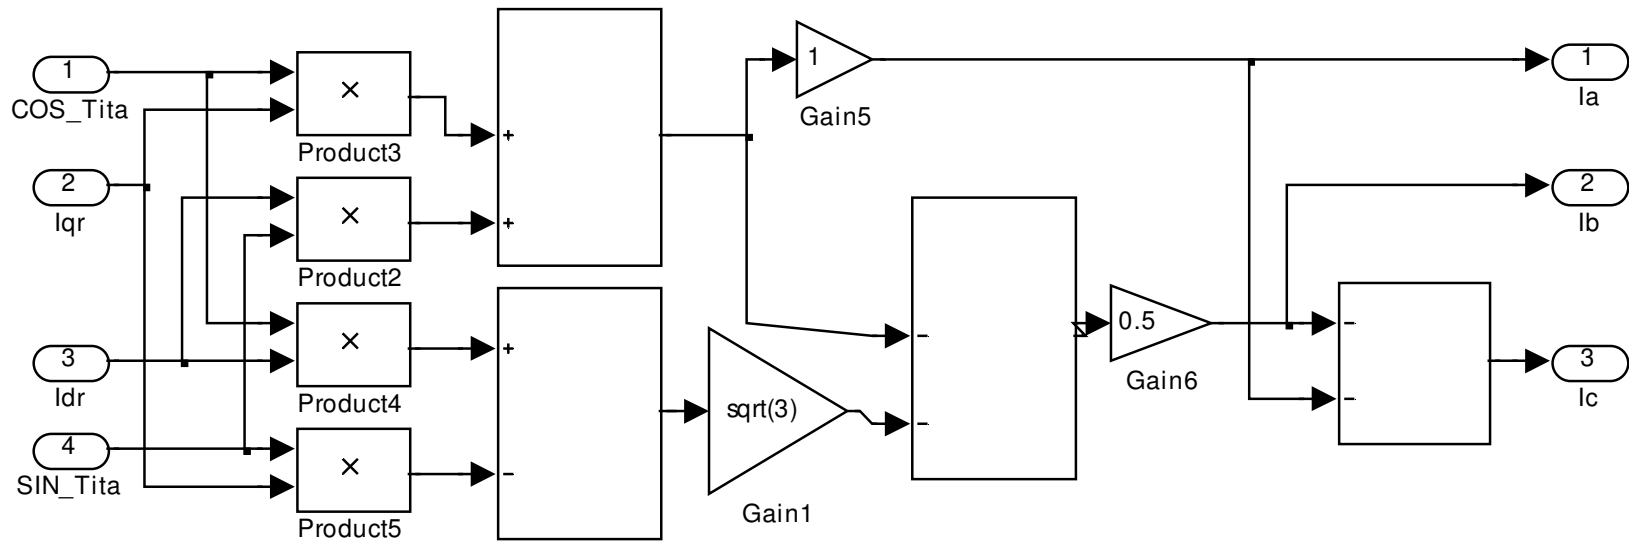 1
COS_Tita
2
Iqr
3
Idr
4
SIN_Tita
×
Product3
×
Product2
×
Product4
×
Product5
+
+
+
-
1
Gain5
sqrt(3)
Gain1
-
-
0.5
Gain6
-
-
1
Ia
2
Ib
3
Ic